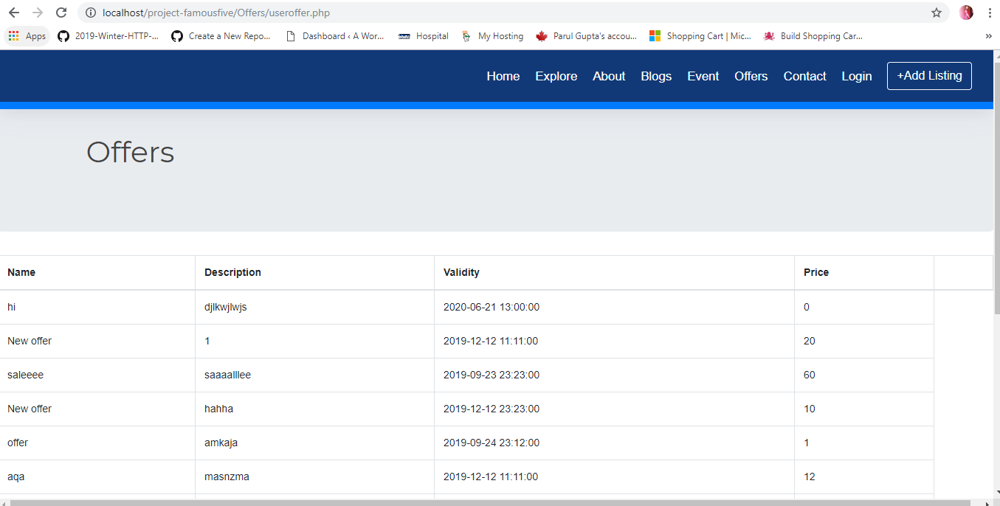 localhost/project-famousfive/Offers/useroffer.php
Apps 2019-Winter-HTTP-... Create a New Repo... Dashboard ‹ A Wor... Hospital My Hosting Parul Gupta's accou... Shopping Cart | Mic... Build Shopping Car... »
Home Explore About Blogs Event Offers Contact Login +Add Listing
Offers
Name Description Validity Price
hi djlkwjlwjs 2020-06-21 13:00:00 0
New offer 1 2019-12-12 11:11:00 20
saleeee saaaalllee 2019-09-23 23:23:00 60
New offer hahha 2019-12-12 23:23:00 10
offer amkaja 2019-09-24 23:12:00 1
aqa masnzma 2019-12-12 11:11:00 12